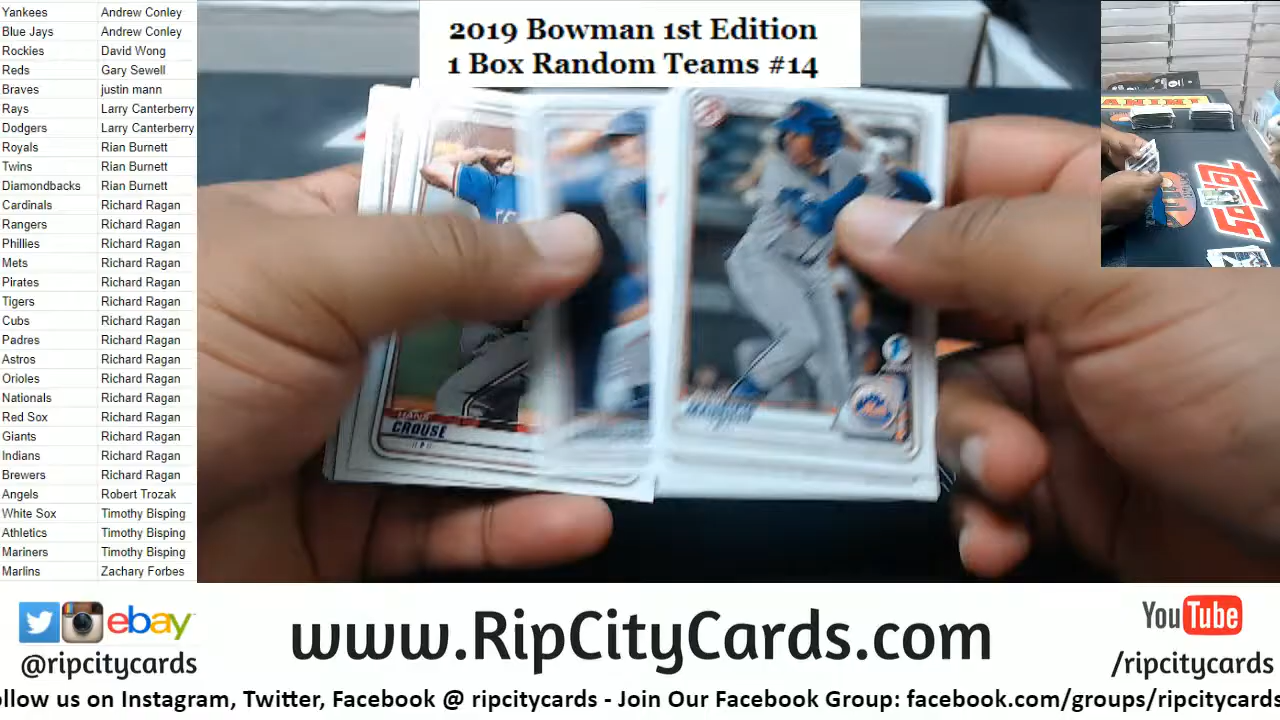 2019 Bowman 1st Edition
1 Box Random Teams #14
Yankees Andrew Conley
Blue Jays Andrew Conley
Rockies David Wong
Reds Gary Sewell
Braves justin mann
Rays Larry Canterberry
Dodgers Larry Canterberry
Royals Rian Burnett
Twins Rian Burnett
Diamondbacks Rian Burnett
Cardinals Richard Ragan
Rangers Richard Ragan
Phillies Richard Ragan
Mets Richard Ragan
Pirates Richard Ragan
Tigers Richard Ragan
Cubs Richard Ragan
Padres Richard Ragan
Astros Richard Ragan
Orioles Richard Ragan
Nationals Richard Ragan
Red Sox Richard Ragan
Giants Richard Ragan
Indians Richard Ragan
Brewers Richard Ragan
Angels Robert Trozak
White Sox Timothy Bisping
Athletics Timothy Bisping
Mariners Timothy Bisping
Marlins Zachary Forbes
HANS
CROUSE
PANINI
topps
ebay
@ripcitycards
www.RipCityCards.com
YouTube
/ripcitycards
ollow us on Instagram, Twitter, Facebook @ ripcitycards - Join Our Facebook Group: facebook.com/groups/ripcitycards